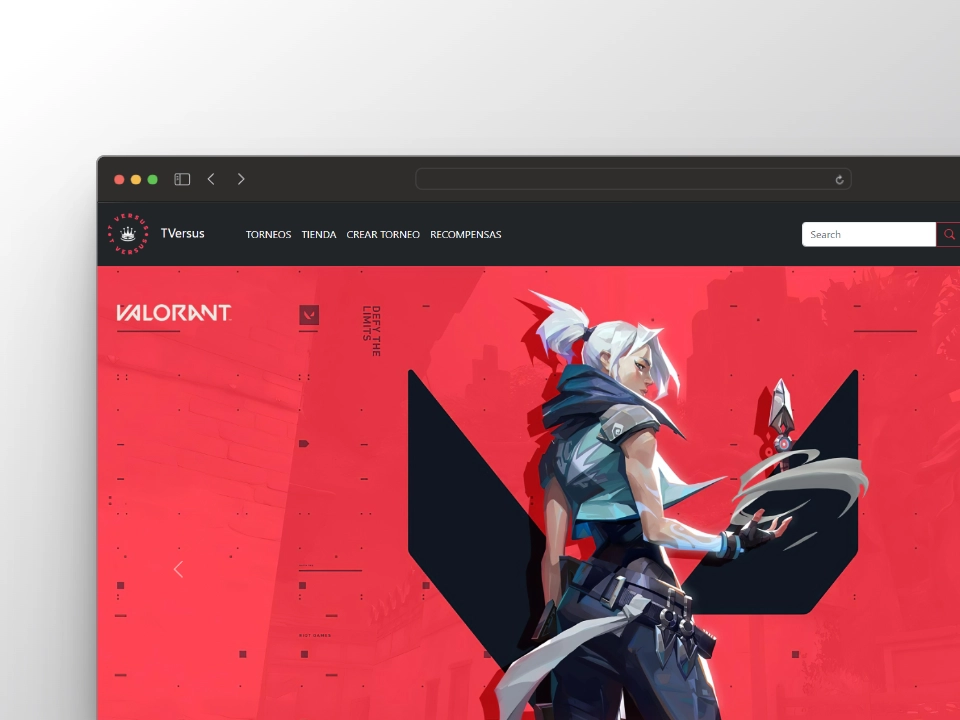 T VERSUS
T VERSUS
TVersus
TORNEOS TIENDA CREAR TORNEO RECOMPENSAS
Search
VALORANT
DEFY THE
LIMITS
RIOT GAMES